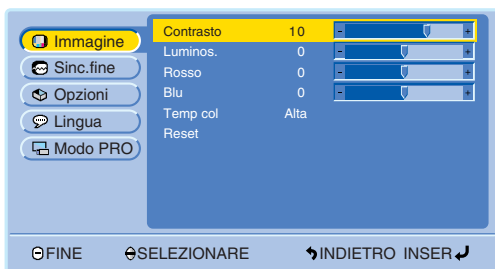 Immagine
Sinc.fine
Opzioni
Lingua
Modo PRO
Contrasto 10 - +
Luminos. 0 - +
Rosso 0 - +
Blu 0 - +
Temp col Alta
Reset
FINE SELEZIONARE INDIETRO INSER